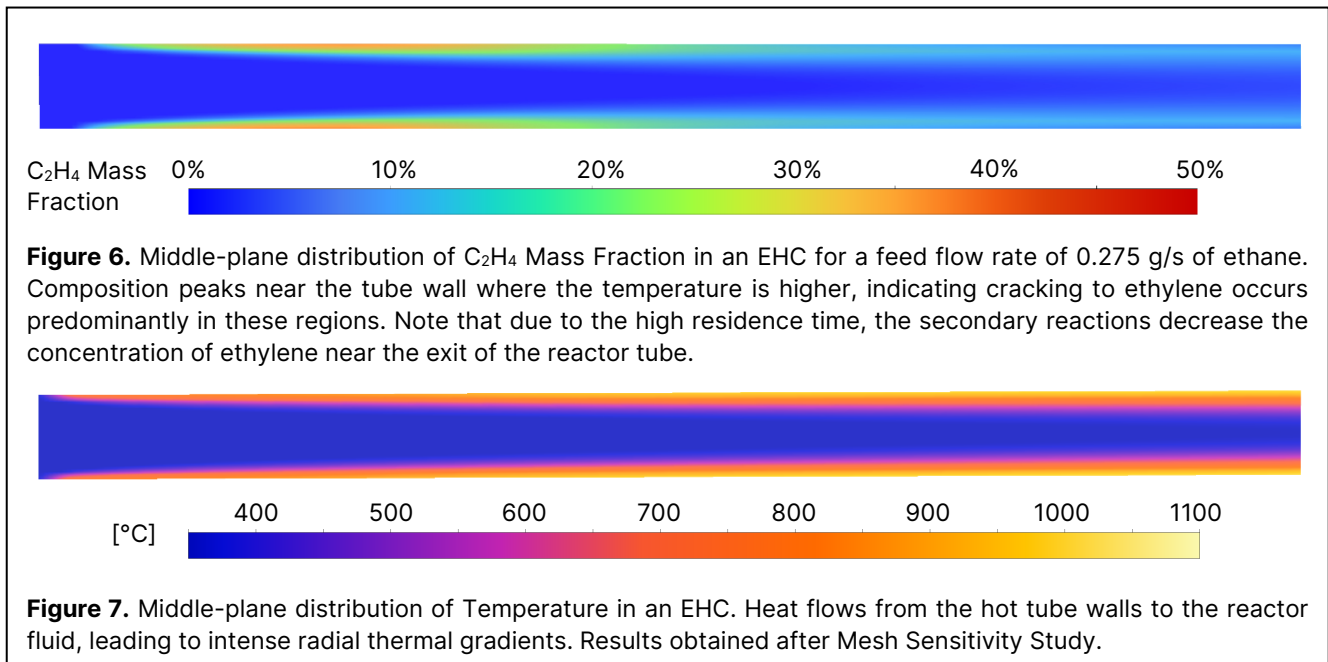 C₂H₄ Mass Fraction
0% 10% 20% 30% 40% 50%
Figure 6. Middle-plane distribution of C₂H₄ Mass Fraction in an EHC for a feed flow rate of 0.275 g/s of ethane.
Composition peaks near the tube wall where the temperature is higher, indicating cracking to ethylene occurs
predominantly in these regions. Note that due to the high residence time, the secondary reactions decrease the
concentration of ethylene near the exit of the reactor tube.
400 500 600 700 800 900 1000 1100
[°C]
Figure 7. Middle-plane distribution of Temperature in an EHC. Heat flows from the hot tube walls to the reactor
fluid, leading to intense radial thermal gradients. Results obtained after Mesh Sensitivity Study.